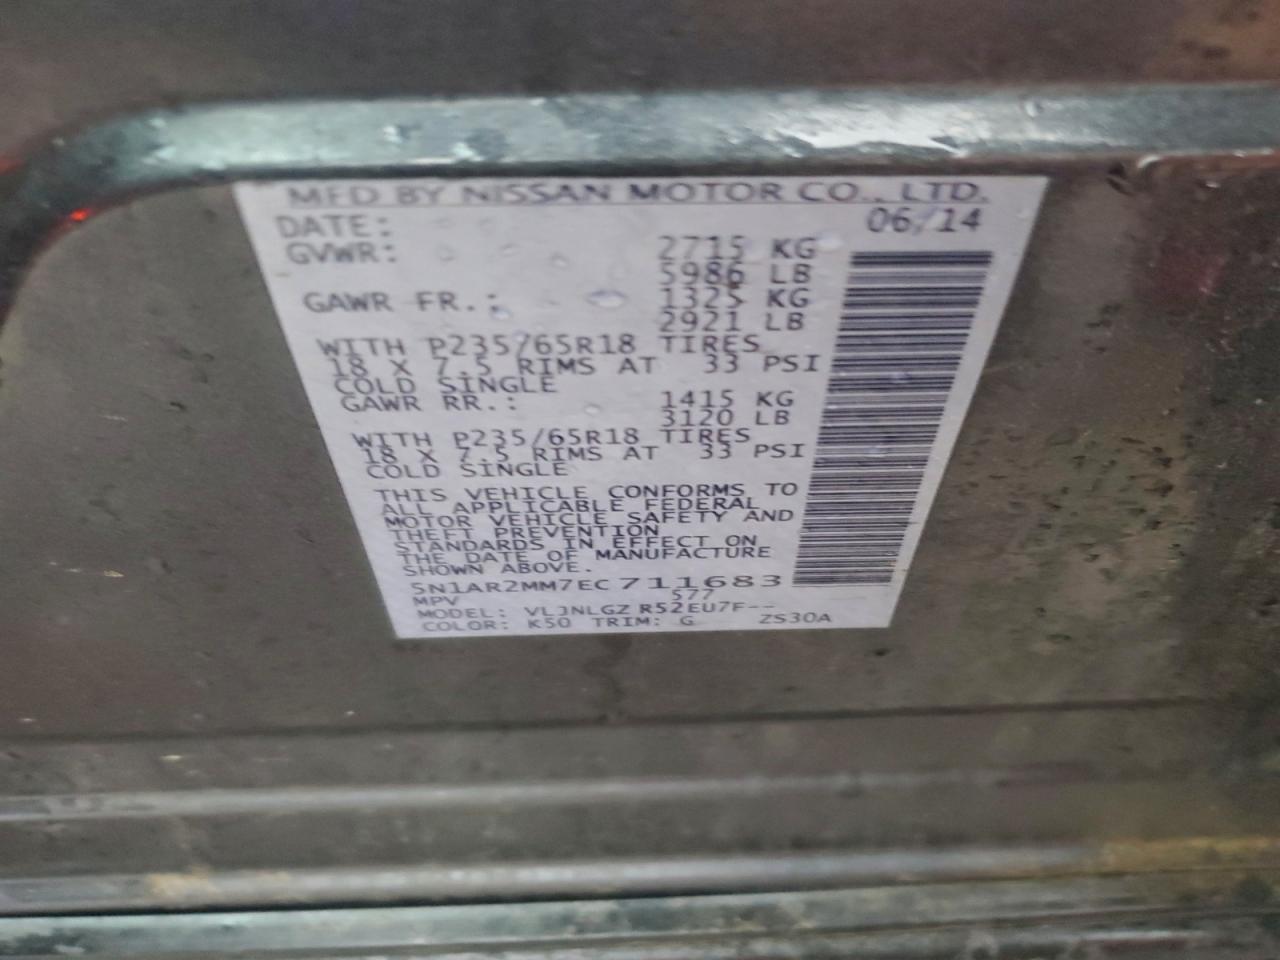 MFD BY NISSAN MOTOR CO., LTD.
DATE: 06/14
GVWR: 2715 KG
5986 LB
GAWR FR.: 1325 KG
2921 LB
WITH P235/65R18 TIRES
18 X 7.5 RIMS AT 33 PSI
COLD SINGLE
GAWR RR.: 1415 KG
3120 LB
WITH P235/65R18 TIRES
18 X 7.5 RIMS AT 33 PSI
COLD SINGLE
THIS VEHICLE CONFORMS TO
ALL APPLICABLE FEDERAL
MOTOR VEHICLE SAFETY AND
THEFT PREVENTION
STANDARDS IN EFFECT ON
THE DATE OF MANUFACTURE
SHOWN ABOVE.
5N1AR2MM7EC711683
MPV 577
MODEL: VLJNLGZ R52EU7F--
COLOR: K50 TRIM: G ZS30A